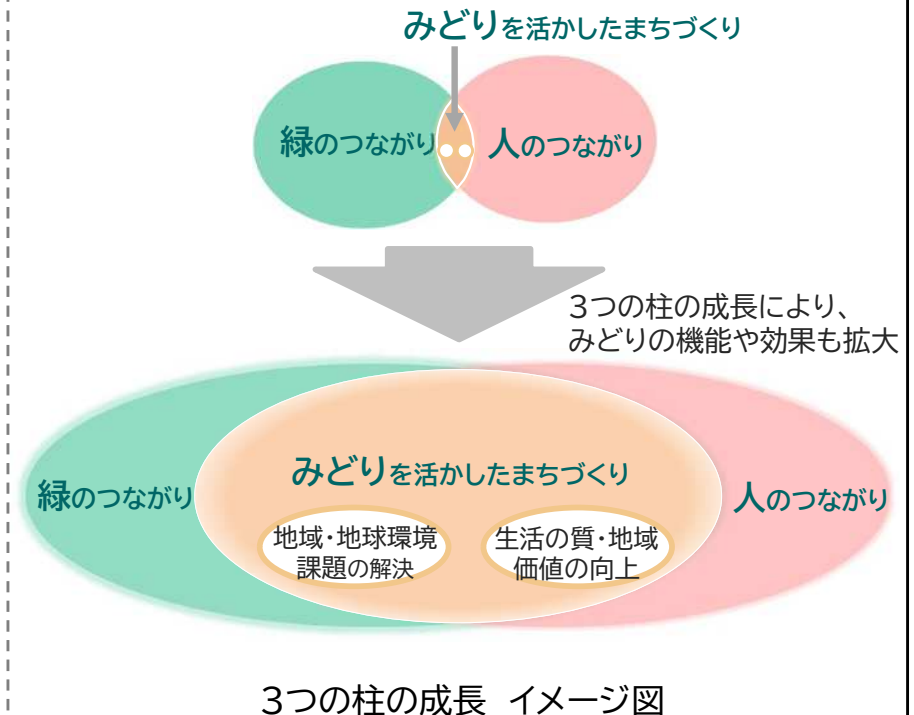 みどりを活かしたまちづくり
緑のつながり
人のつながり
3つの柱の成長により、
みどりの機能や効果も拡大
みどりを活かしたまちづくり
緑のつながり
人のつながり
地域・地球環境
課題の解決
生活の質・地域
価値の向上
3つの柱の成長 イメージ図